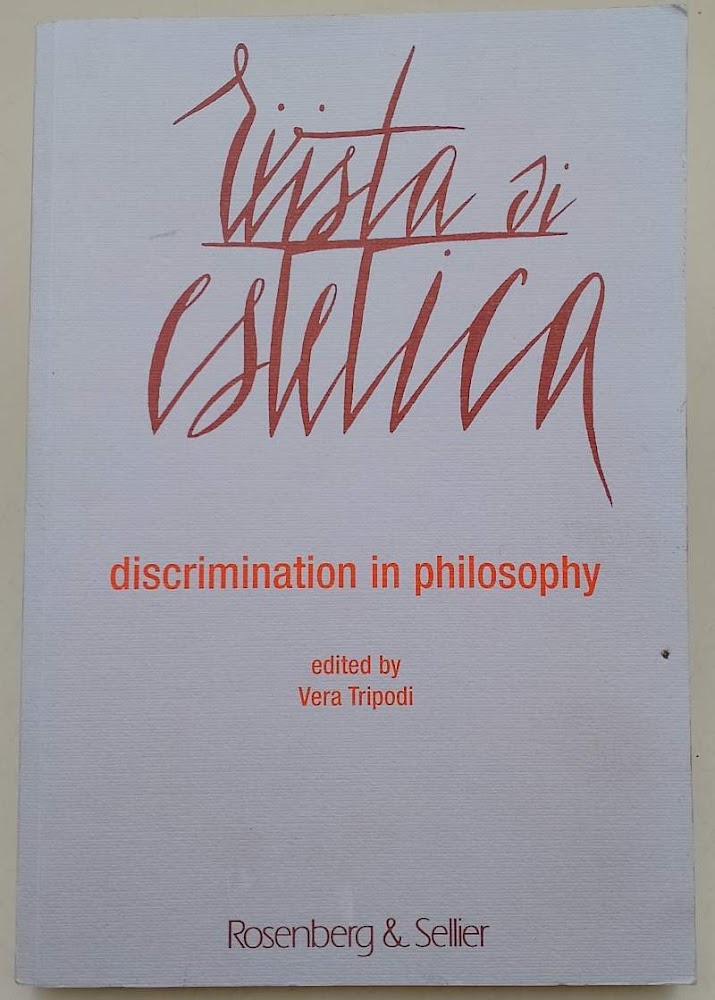 Rivista di
estetica
discrimination in philosophy
edited by
Vera Tripodi
Rosenberg & Sellier